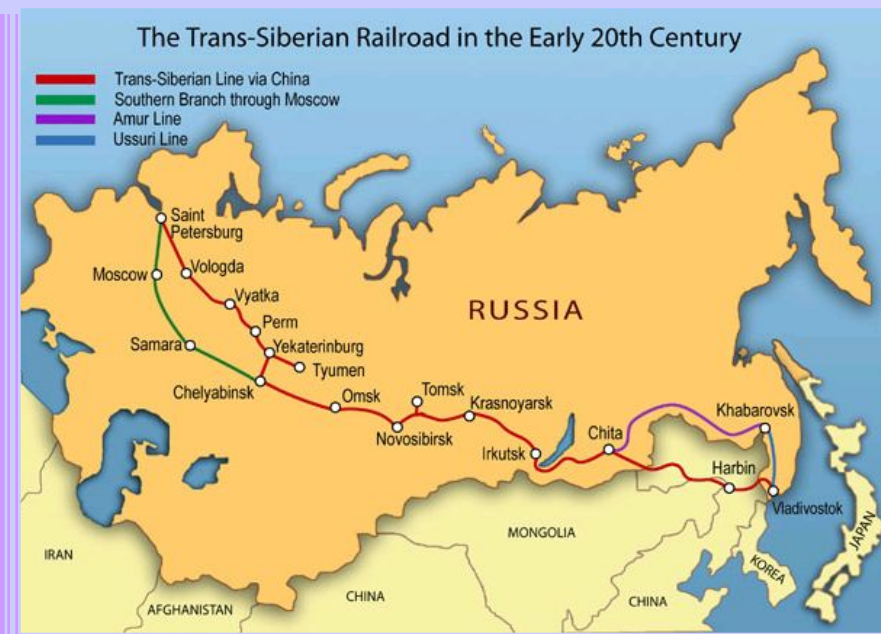 The Trans-Siberian Railroad in the Early 20th Century
Trans-Siberian Line via China
Southern Branch through Moscow
Amur Line
Ussuri Line
Saint
Petersburg
Moscow
Vologda
Vyatka
RUSSIA
Perm
Samara
Yekaterinburg
Tyumen
Chelyabinsk
Omsk
Tomsk
Krasnoyarsk
Novosibirsk
Irkutsk
Chita
Khabarovsk
Harbin
Vladivostok
MONGOLIA
JAPAN
IRAN
KOREA
AFGHANISTAN
CHINA
CHINA